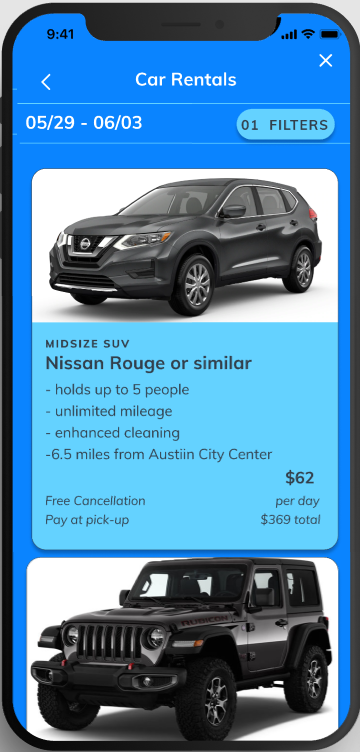 9:41
Car Rentals
05/29 - 06/03
01 FILTERS
MIDSIZE SUV
Nissan Rouge or similar
- holds up to 5 people
- unlimited mileage
- enhanced cleaning
-6.5 miles from Austiin City Center
$62
Free Cancellation per day
Pay at pick-up $369 total
RUBICON